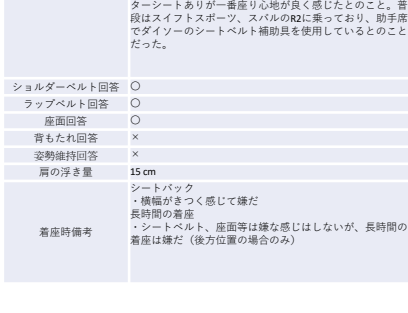 ターシートありが一番座り心地が良く感じたとのこと。普
段はスイフトスポーツ、スバルのR2に乗っており、助手席
でダイソーのシートベルト補助具を使用しているとのこと
だった。
ショルダーベルト回答 〇
ラップベルト回答 〇
座面回答 〇
背もたれ回答 ×
姿勢維持回答 ×
肩の浮き量 15 cm
シートバック
・横幅がきつく感じて嫌だ
長時間の着座
着座時備考 ・シートベルト、座面等は嫌な感じはしないが、長時間の
着座は嫌だ（後方位置の場合のみ）